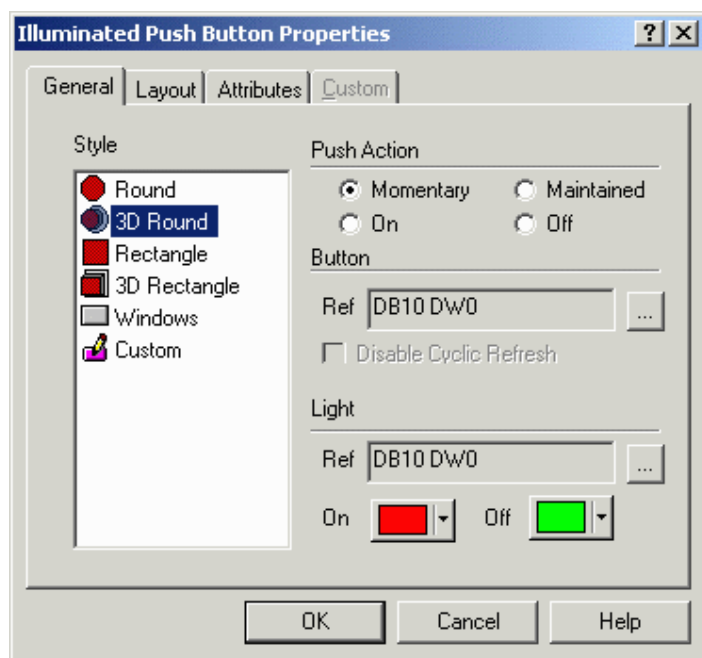 Illuminated Push Button Properties
General Layout Attributes Custom
Style
Round
3D Round
Rectangle
3D Rectangle
Windows
Custom
Push Action
Momentary Maintained
On Off
Button
Ref DB10 DW0 ...
Disable Cyclic Refresh
Light
Ref DB10 DW0 ...
On Off
OK Cancel Help